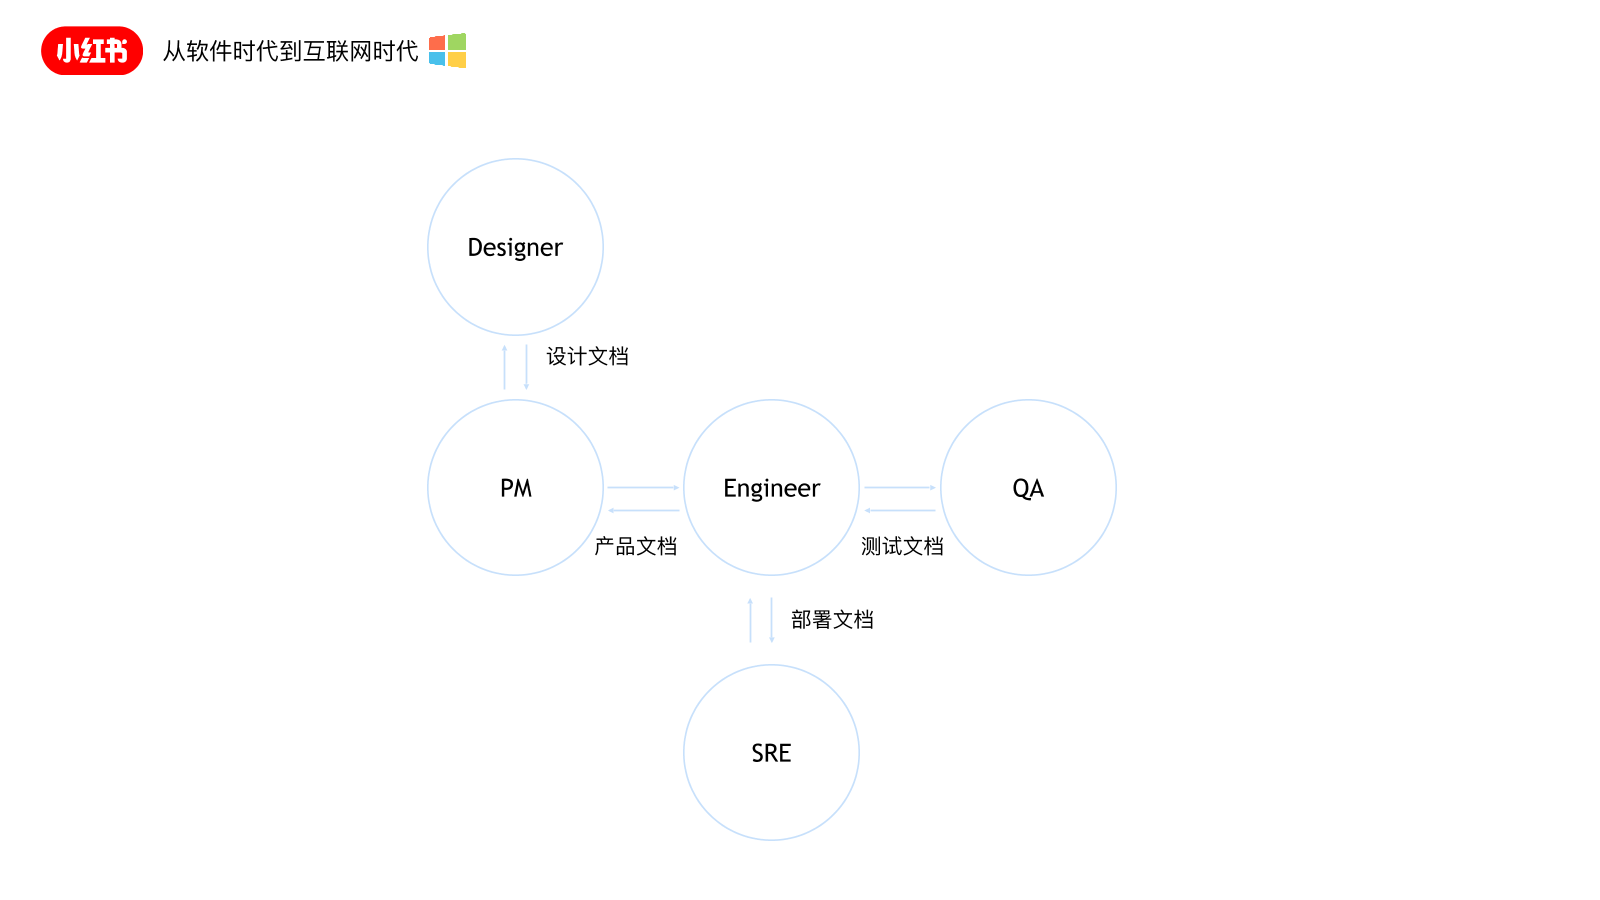 小红书 从软件时代到互联网时代
Designer
设计文档
PM
Engineer
QA
产品文档
测试文档
部署文档
SRE